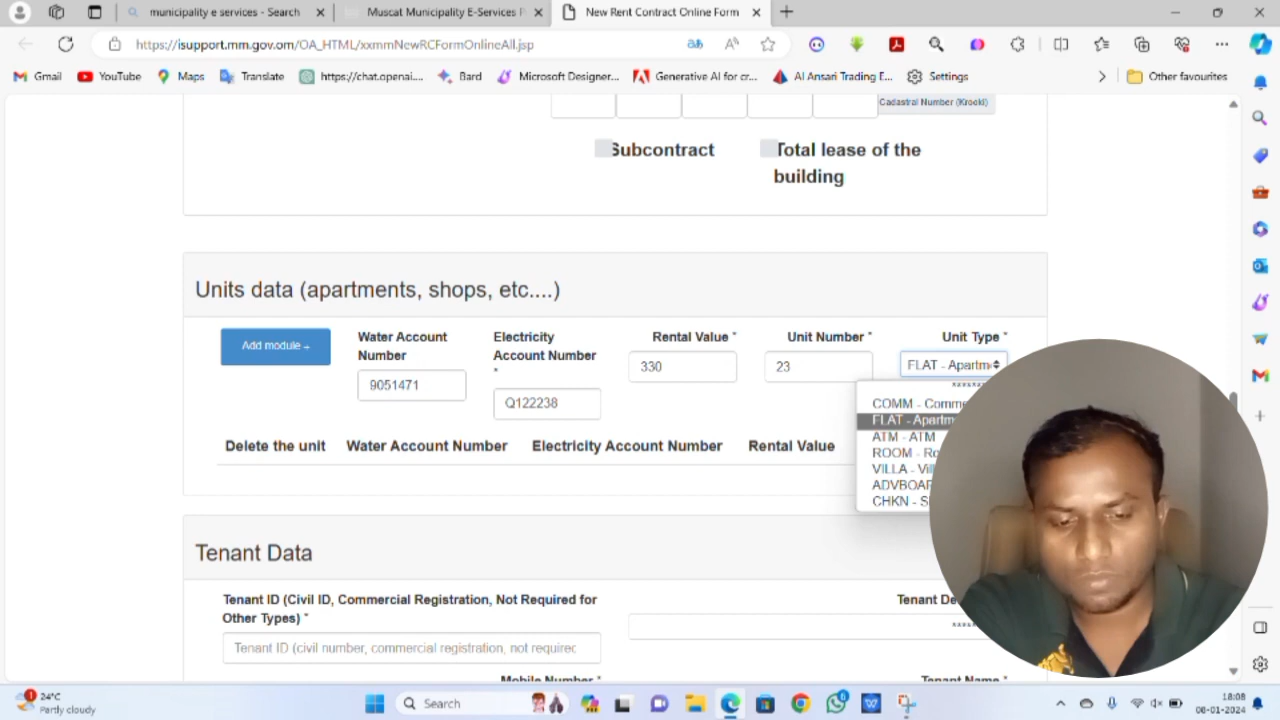 municipality e services - Search
Muscat Municipality E-Services
New Rent Contract Online Form
https://isupport.mm.gov.om/OA_HTML/xxmmNewRCFormOnlineAll.jsp
Gmail
YouTube
Maps
Translate
https://chat.openai....
Bard
Microsoft Designer...
Generative AI for cr...
Al Ansari Trading E...
Settings
Other favourites
Cadastral Number (Krooki)
Subcontract
Total lease of the
building
Units data (apartments, shops, etc....)
Add module +
Water Account
Number
Electricity
Account Number
*
Rental Value *
Unit Number *
Unit Type *
9051471
Q122238
330
23
FLAT - Apartm
********
COMM - Comme
FLAT - Apartm
ATM - ATM
ROOM - Ro
VILLA - Vil
ADVBOAR
CHKN - S
Delete the unit
Water Account Number
Electricity Account Number
Rental Value
Tenant Data
Tenant ID (Civil ID, Commercial Registration, Not Required for
Other Types) *
Tenant De
Tenant ID (civil number, commercial registration, not required
Mobile Number *
Tenant Name *
1
24°C
Partly cloudy
Search
6
18:08
08-01-2024